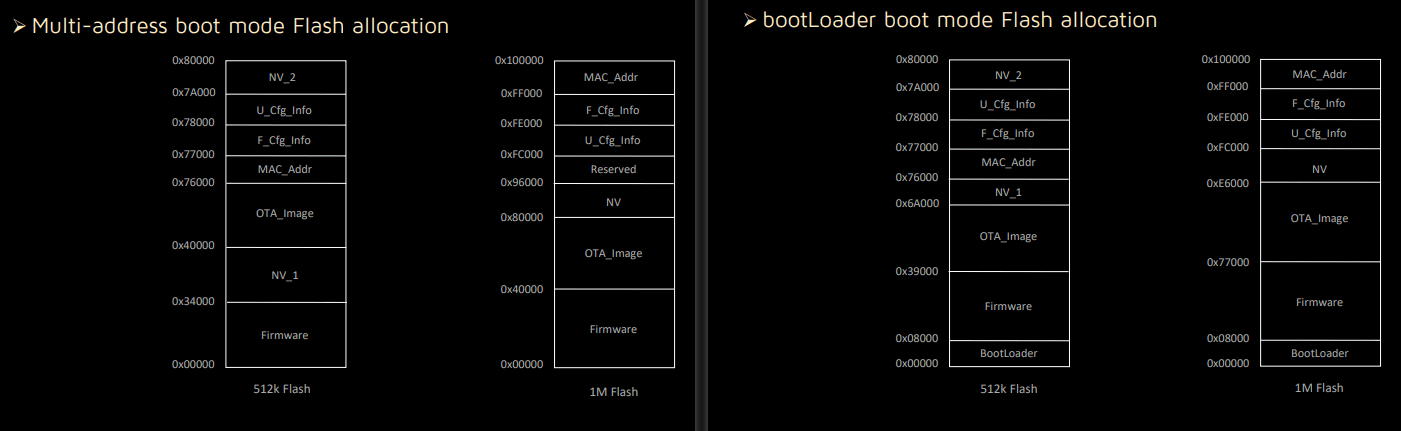 ➢ Multi-address boot mode Flash allocation
0x80000
NV_2
0x7A000
U_Cfg_Info
0x78000
F_Cfg_Info
0x77000
MAC_Addr
0x76000
OTA_Image
0x40000
NV_1
0x34000
Firmware
0x00000
512k Flash
0x100000
MAC_Addr
0xFF000
F_Cfg_Info
0xFE000
U_Cfg_Info
0xFC000
Reserved
0x96000
NV
0x80000
OTA_Image
0x40000
Firmware
0x00000
1M Flash
➢ bootLoader boot mode Flash allocation
0x80000
NV_2
0x7A000
U_Cfg_Info
0x78000
F_Cfg_Info
0x77000
MAC_Addr
0x76000
NV_1
0x6A000
OTA_Image
0x39000
Firmware
0x08000
BootLoader
0x00000
512k Flash
0x100000
MAC_Addr
0xFF000
F_Cfg_Info
0xFE000
U_Cfg_Info
0xFC000
NV
0xE6000
OTA_Image
0x77000
Firmware
0x08000
BootLoader
0x00000
1M Flash